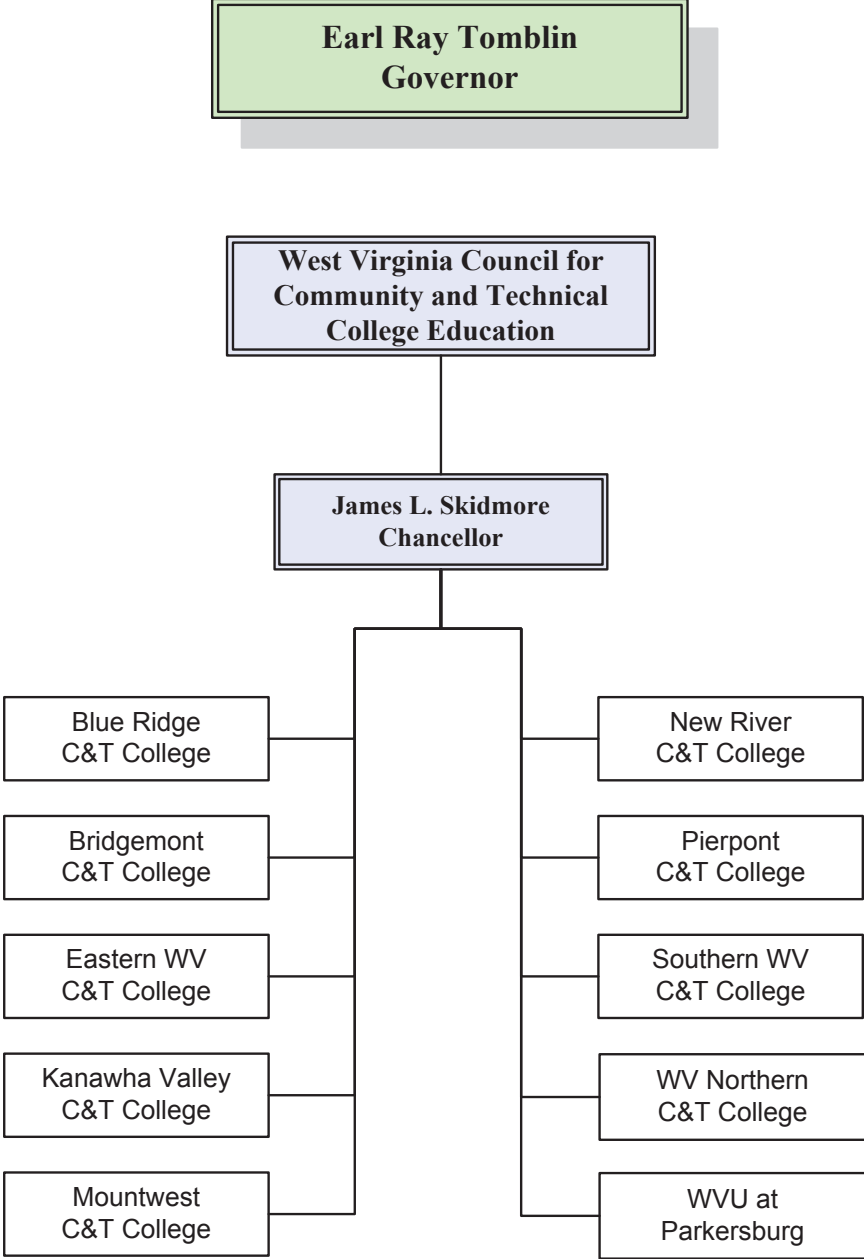 Earl Ray Tomblin
Governor
West Virginia Council for
Community and Technical
College Education
James L. Skidmore
Chancellor
Blue Ridge
C&T College
Bridgemont
C&T College
Eastern WV
C&T College
Kanawha Valley
C&T College
Mountwest
C&T College
New River
C&T College
Pierpont
C&T College
Southern WV
C&T College
WV Northern
C&T College
WVU at
Parkersburg